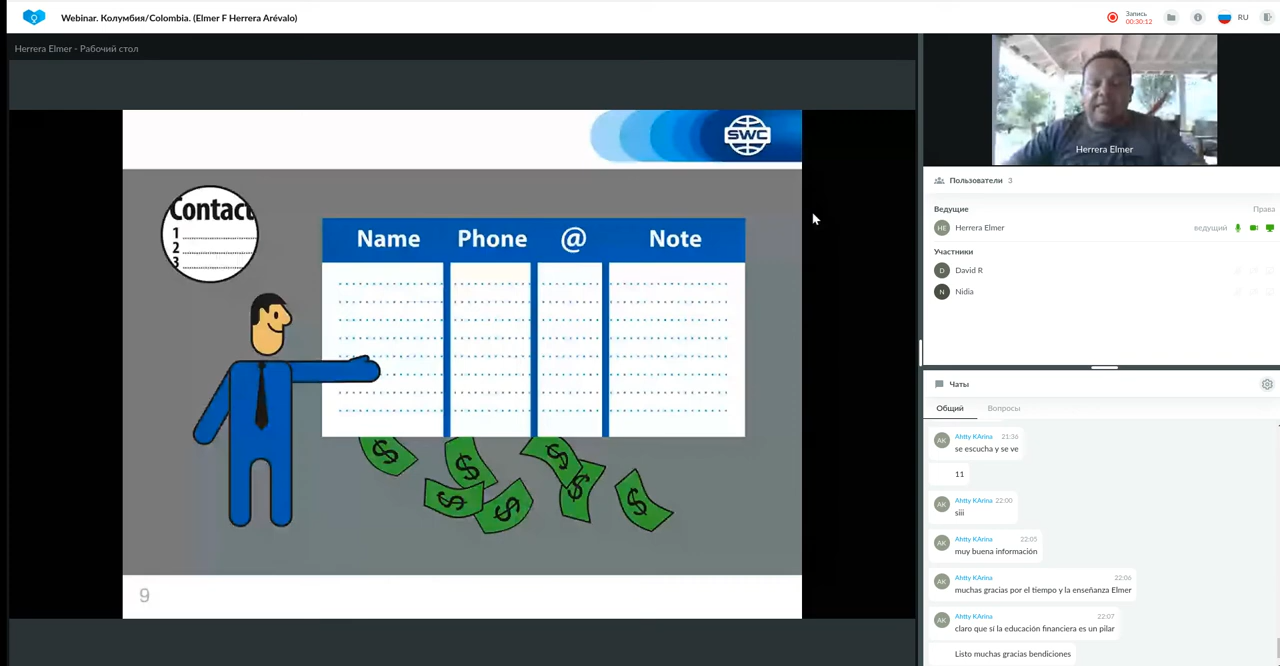 Webinar. Колумбия/Colombia. (Elmer F Herrera Arévalo)
Запись
00:30:12
RU
Herrera Elmer - Рабочий стол
SWC
Contact
1
2
3
Name Phone @ Note
$ $ $ $ $ $ $
9
Herrera Elmer
Пользователи 3
Ведущие Права
HE Herrera Elmer ведущий
Участники
D David R
N Nidia
Чаты
Общий Вопросы
AK Ahtty KArina 21:36
se escucha y se ve
11
AK Ahtty KArina 22:00
siii
AK Ahtty KArina 22:05
muy buena información
AK Ahtty KArina 22:06
muchas gracias por el tiempo y la enseñanza Elmer
AK Ahtty KArina 22:07
claro que sí la educación financiera es un pilar
Listo muchas gracias bendiciones